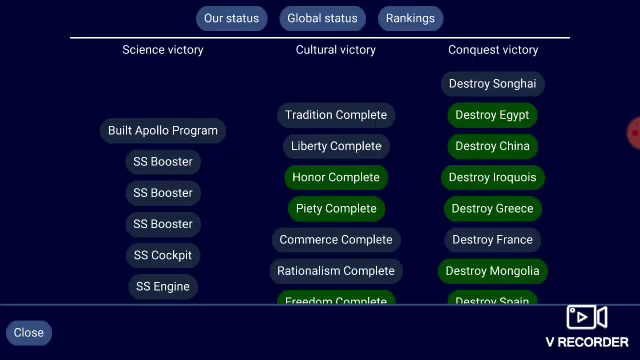 Our status Global status Rankings
Science victory Cultural victory Conquest victory
Destroy Songhai
Tradition Complete Destroy Egypt
Built Apollo Program
Liberty Complete Destroy China
SS Booster
Honor Complete Destroy Iroquois
SS Booster
Piety Complete Destroy Greece
SS Booster
Commerce Complete Destroy France
SS Cockpit
Rationalism Complete Destroy Mongolia
SS Engine
Freedom Complete Destroy Spain
Close
V RECORDER